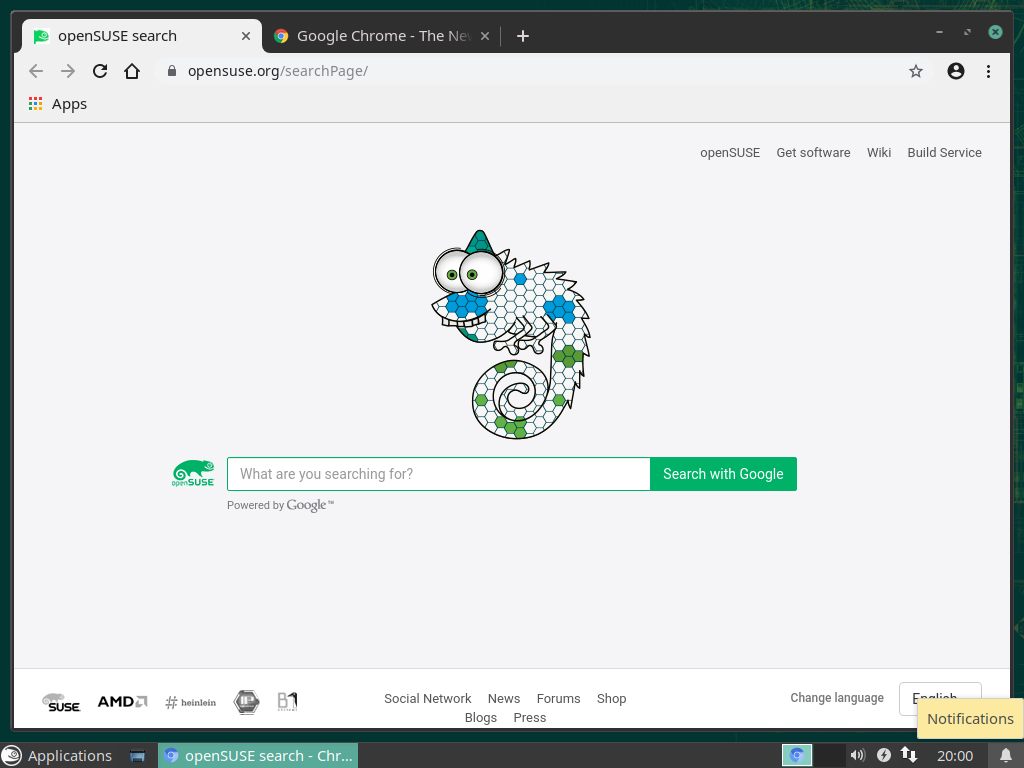 openSUSE search
Google Chrome - The Ne
opensuse.org/searchPage/
Apps
openSUSE Get software Wiki Build Service
openSUSE
What are you searching for?
Search with Google
Powered by Google™
SUSE
AMD
# heinlein
B1
Social Network News Forums Shop
Blogs Press
Change language
English
Notifications
Applications
openSUSE search - Chr...
20:00